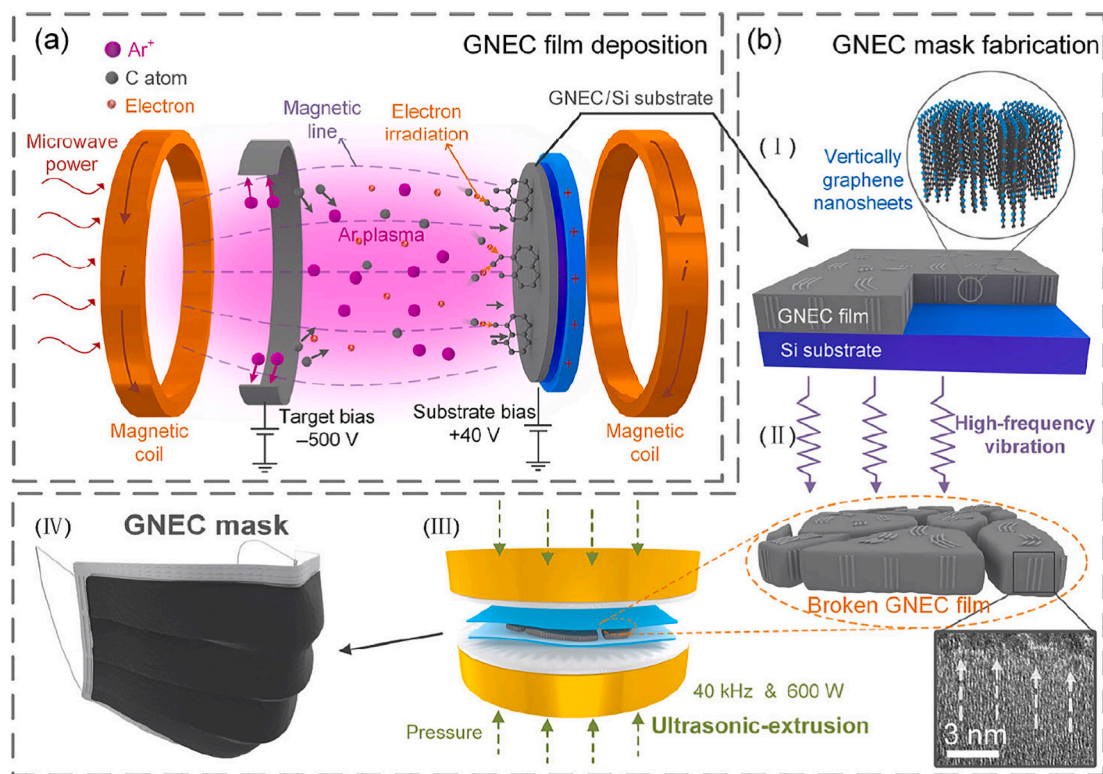 (a)
Ar+
C atom
Electron
GNEC film deposition
Microwave
power
Magnetic
line
Electron
irradiation
GNEC/Si substrate
Ar plasma
i
i
Magnetic
coil
Target bias
–500 V
Substrate bias
+40 V
Magnetic
coil
(b)
GNEC mask fabrication
(I)
Vertically
graphene
nanosheets
GNEC film
Si substrate
(II)
High-frequency
vibration
Broken GNEC film
3 nm
(III)
40 kHz & 600 W
Pressure
Ultrasonic-extrusion
(IV)
GNEC mask